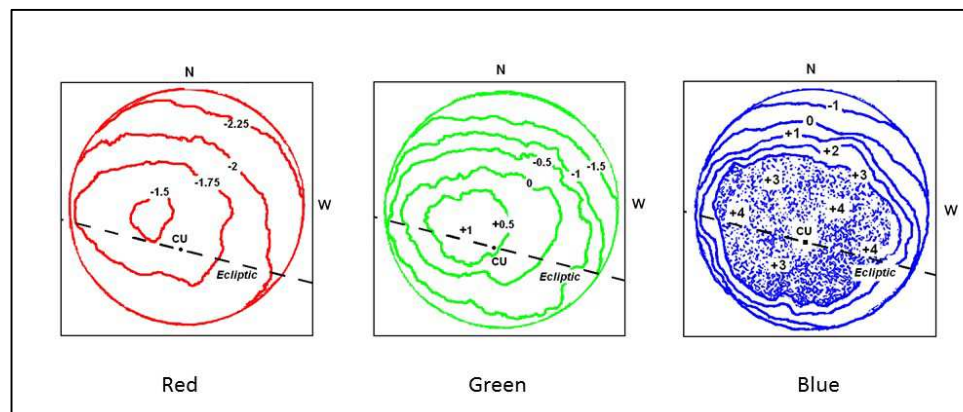 N
-2.25
-2
-1.75
-1.5
CU
Ecliptic
W
Red
N
-1.5
-1
-0.5
0
+0.5
+1
CU
Ecliptic
W
Green
N
-1
0
+1
+2
+3
+3
+4
+4
CU
+4
+3
Ecliptic
W
Blue